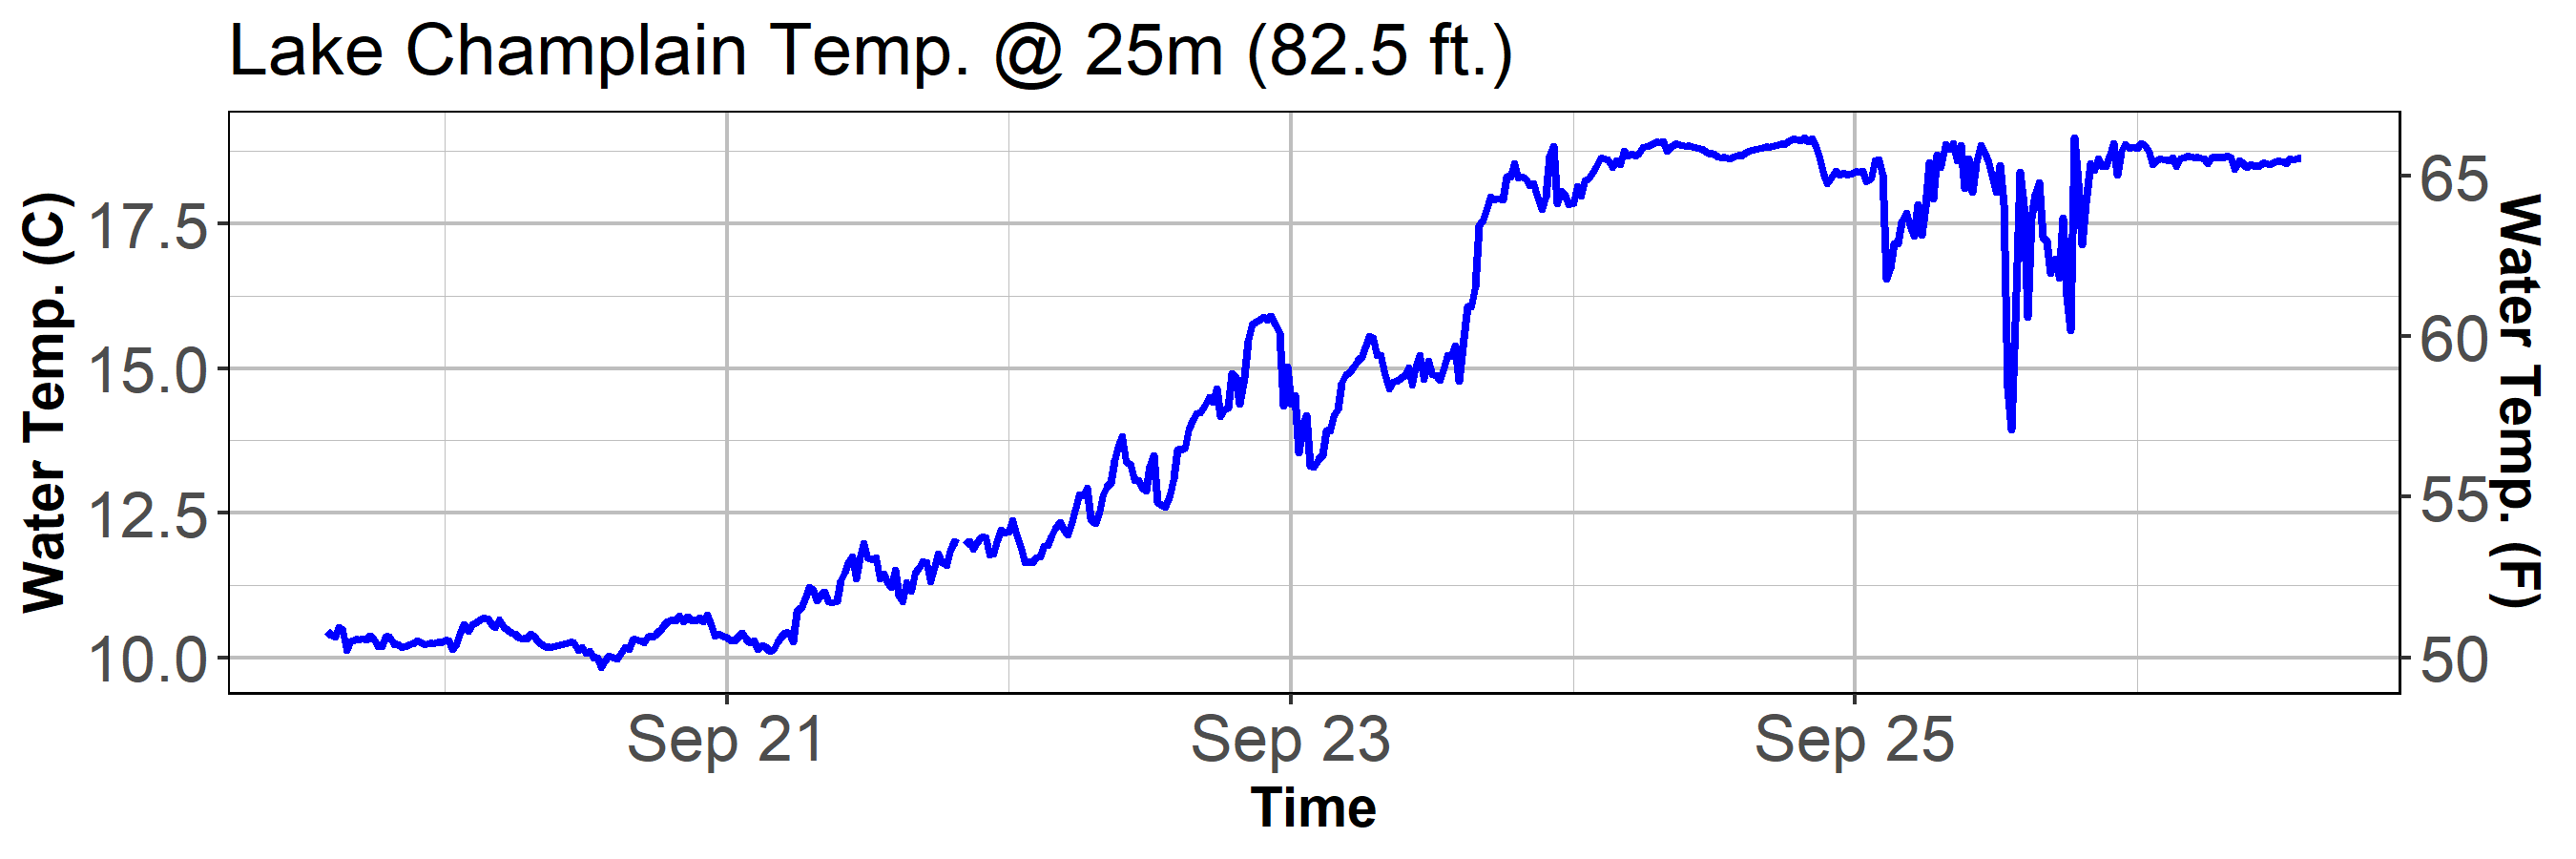 Lake Champlain Temp. @ 25m (82.5 ft.)
Water Temp. (C)
17.5
15.0
12.5
10.0
65
60
55
50
Water Temp. (F)
Sep 21
Sep 23
Sep 25
Time